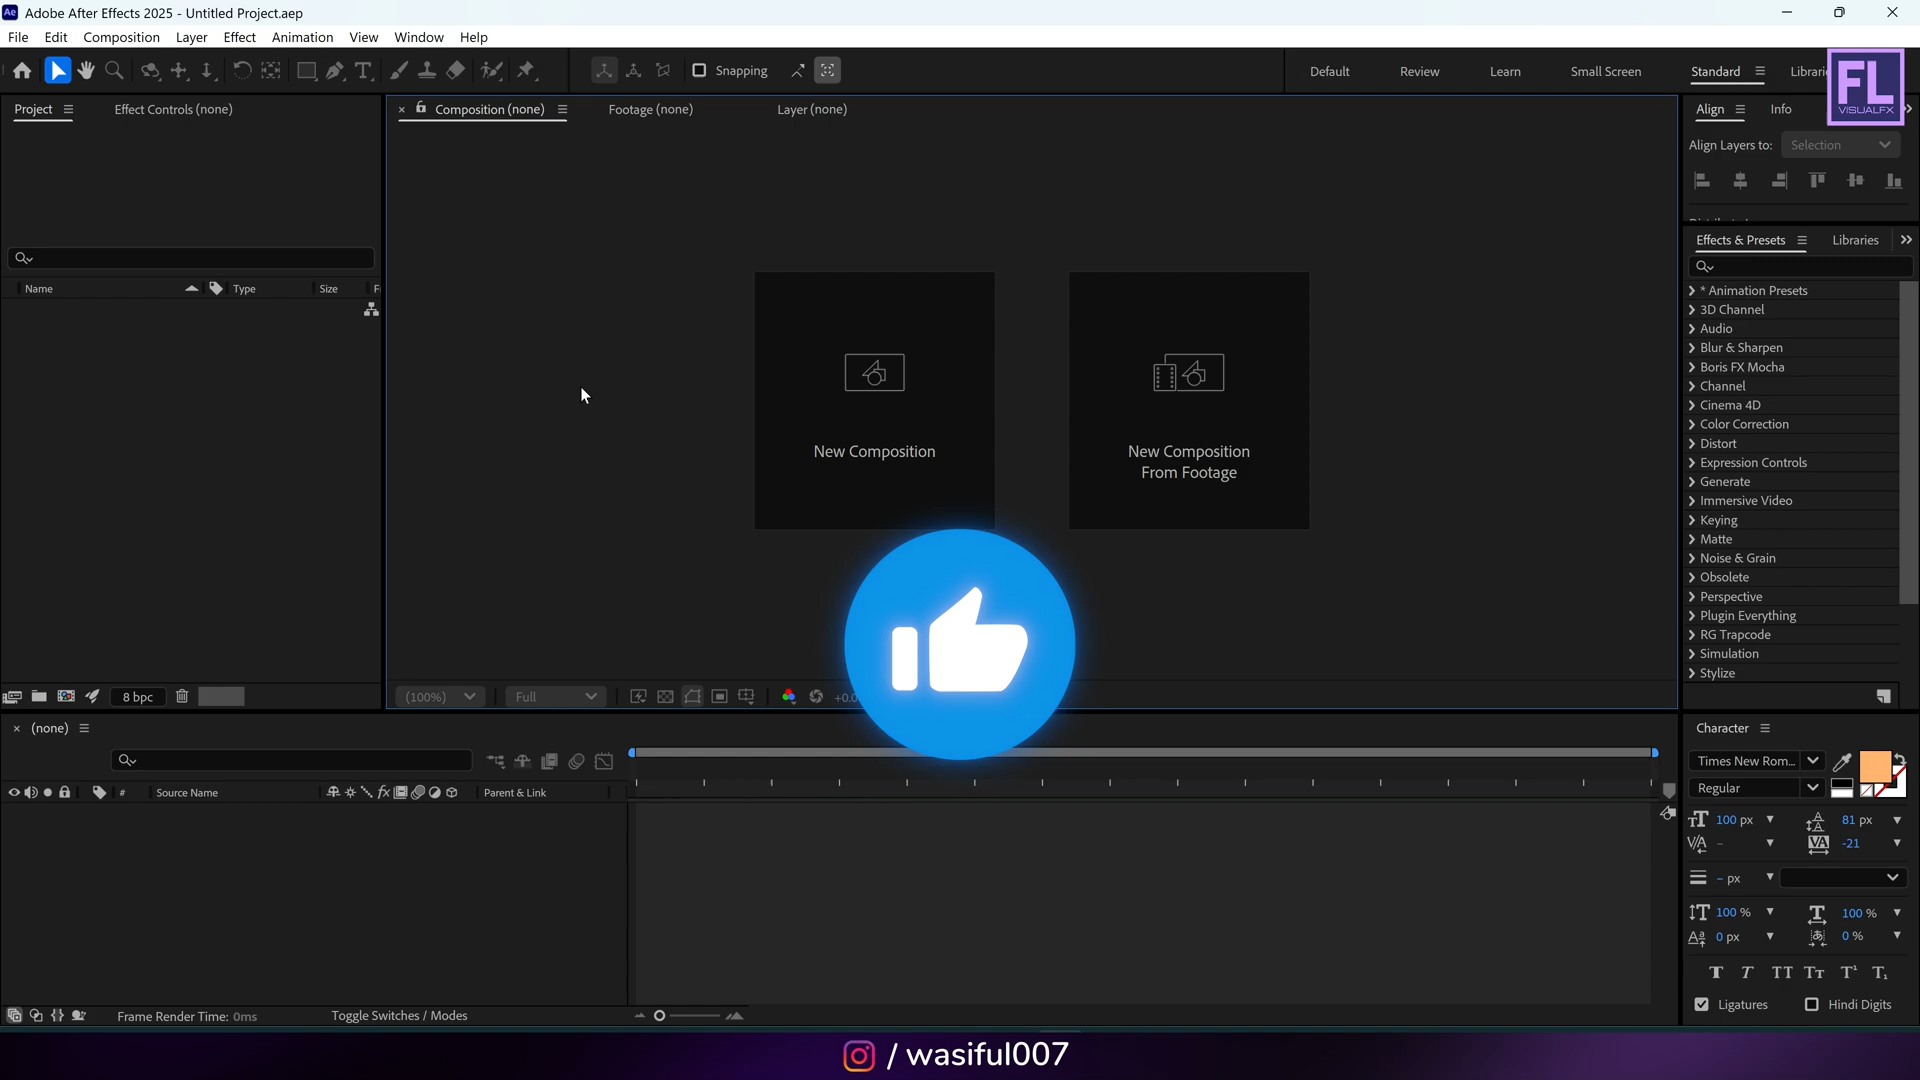 Adobe After Effects 2025 - Untitled Project.aep
File Edit Composition Layer Effect Animation View Window Help
Snapping
Default Review Learn Small Screen Standard
FL
VISUALFX
Project Effect Controls (none)
Composition (none) Footage (none) Layer (none)
Align Info
Align Layers to: Selection
Effects & Presets Libraries
Name Type Size
* Animation Presets
3D Channel
Audio
Blur & Sharpen
Boris FX Mocha
Channel
Cinema 4D
Color Correction
Distort
Expression Controls
Generate
Immersive Video
Keying
Matte
Noise & Grain
Obsolete
Perspective
Plugin Everything
RG Trapcode
Simulation
Stylize
New Composition
New Composition
From Footage
8 bpc
(100%) Full
(none)
# Source Name Parent & Link
Character
Times New Rom...
Regular
100 px 81 px
- -21
- px
100 % 100 %
0 px 0 %
Ligatures Hindi Digits
Frame Render Time: 0ms Toggle Switches / Modes
/ wasiful007